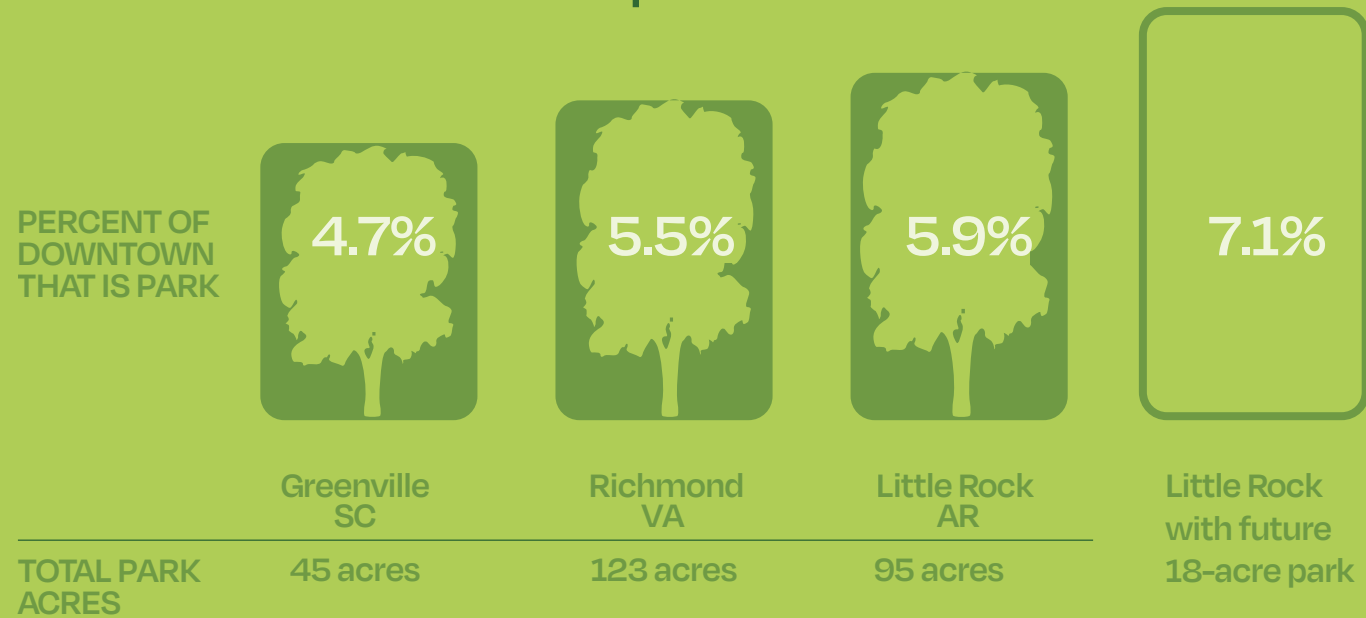 PERCENT OF
DOWNTOWN
THAT IS PARK
4.7%
5.5%
5.9%
7.1%
Greenville
SC
Richmond
VA
Little Rock
AR
Little Rock
with future
18-acre park
TOTAL PARK
ACRES
45 acres
123 acres
95 acres